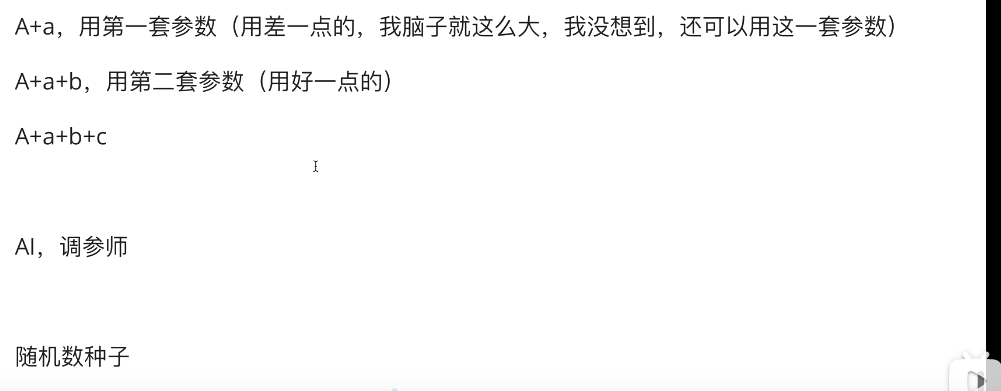 A+a，用第一套参数（用差一点的，我脑子就这么大，我没想到，还可以用这一套参数）
A+a+b，用第二套参数（用好一点的）
A+a+b+c
AI，调参师
随机数种子